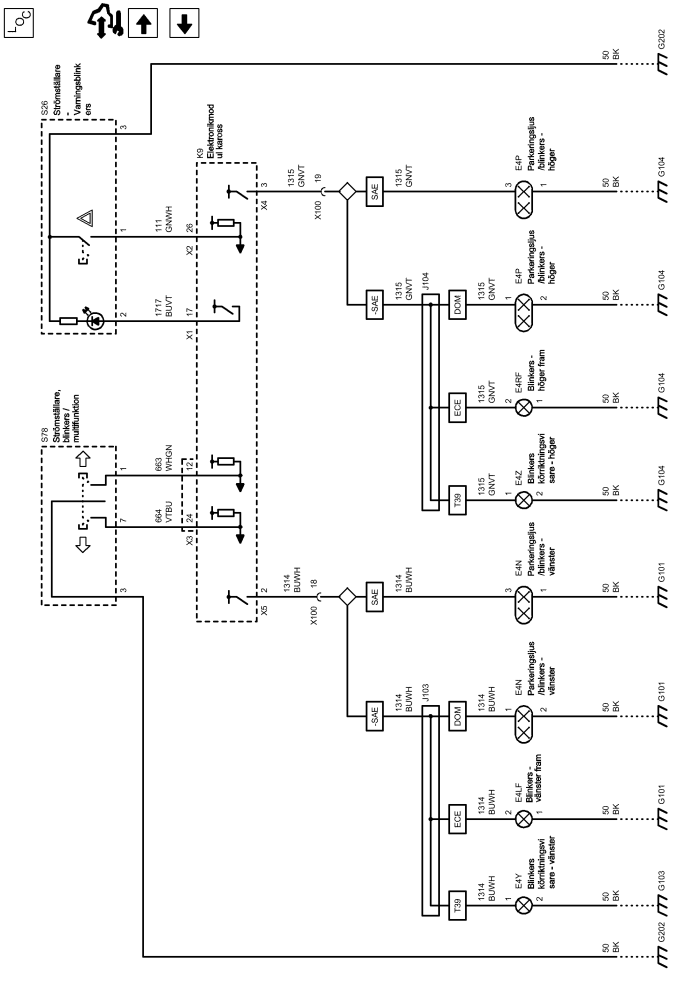 LOC
S78
Strömställare,
blinkers /
multifunktion
S26
Strömställare
-
Varningsblink
ers
3
7
1
2
1
3
664
VTBU
663
WHGN
1717
BUVT
111
GNWH
X3
24
12
X1
17
X2
26
K9
Elektronikmod
ul kaross
X5
2
X4
3
1314
BUWH
1315
GNVT
X100
18
X100
19
-SAE
SAE
-SAE
SAE
1314
BUWH
1314
BUWH
1315
GNVT
1315
GNVT
J103
J104
T39
ECE
DOM
T39
ECE
DOM
1314
BUWH
1314
BUWH
1314
BUWH
1315
GNVT
1315
GNVT
1315
GNVT
1
2
E4Y
Blinkers
körriktningsvi
sare - vänster
2
1
E4LF
Blinkers -
vänster fram
1
2
E4N
Parkeringsljus
/blinkers -
vänster
3
1
E4N
Parkeringsljus
/blinkers -
vänster
1
2
E4Z
Blinkers
körriktningsvi
sare - höger
2
1
E4RF
Blinkers -
höger fram
1
2
E4P
Parkeringsljus
/blinkers -
höger
3
1
E4P
Parkeringsljus
/blinkers -
höger
50
BK
50
BK
50
BK
50
BK
50
BK
50
BK
50
BK
50
BK
50
BK
50
BK
G202
G103
G101
G101
G101
G104
G104
G104
G104
G202